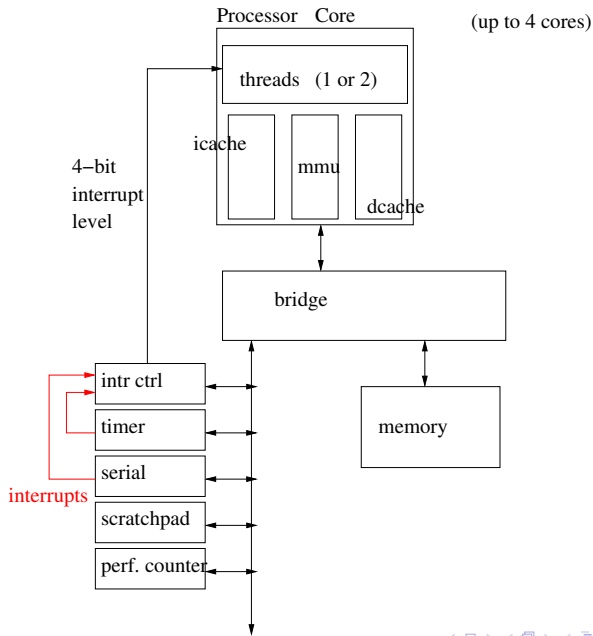 Processor Core
(up to 4 cores)
threads (1 or 2)
icache
mmu
dcache
4−bit
interrupt
level
bridge
intr ctrl
timer
serial
interrupts
scratchpad
perf. counter
memory